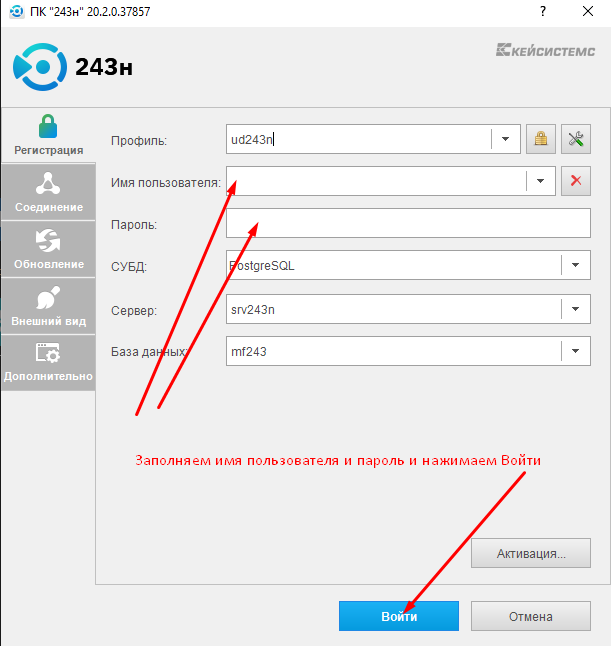 ПК "243н" 20.2.0.37857
243н
КЕЙСИСТЕМС
Регистрация
Соединение
Обновление
Внешний вид
Дополнительно
Профиль: ud243n
Имя пользователя:
Пароль:
СУБД: PostgreSQL
Сервер: srv243n
База данных: mf243
Заполняем имя пользователя и пароль и нажимаем Войти
Активация...
Войти Отмена